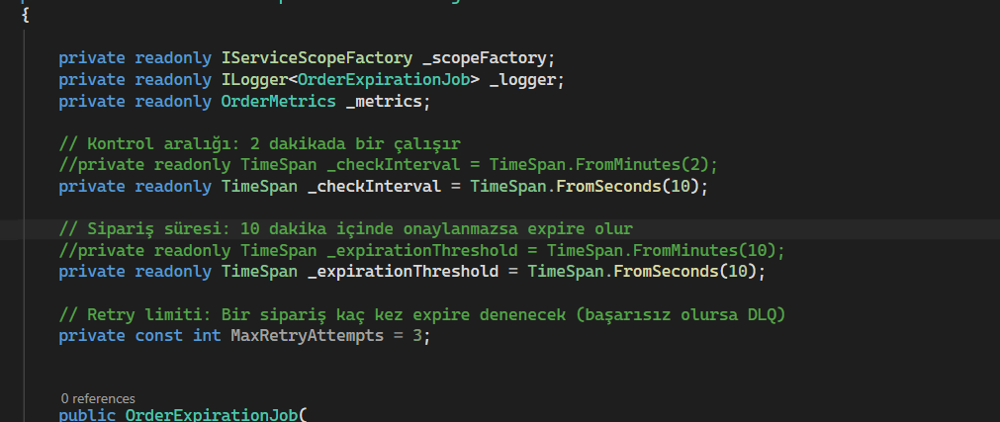 {
private readonly IServiceScopeFactory _scopeFactory;
private readonly ILogger<OrderExpirationJob> _logger;
private readonly OrderMetrics _metrics;
// Kontrol aralığı: 2 dakikada bir çalışır
//private readonly TimeSpan _checkInterval = TimeSpan.FromMinutes(2);
private readonly TimeSpan _checkInterval = TimeSpan.FromSeconds(10);
// Sipariş süresi: 10 dakika içinde onaylanmazsa expire olur
//private readonly TimeSpan _expirationThreshold = TimeSpan.FromMinutes(10);
private readonly TimeSpan _expirationThreshold = TimeSpan.FromSeconds(10);
// Retry limiti: Bir sipariş kaç kez expire denenecek (başarısız olursa DLQ)
private const int MaxRetryAttempts = 3;
0 references
public OrderExpirationJob(